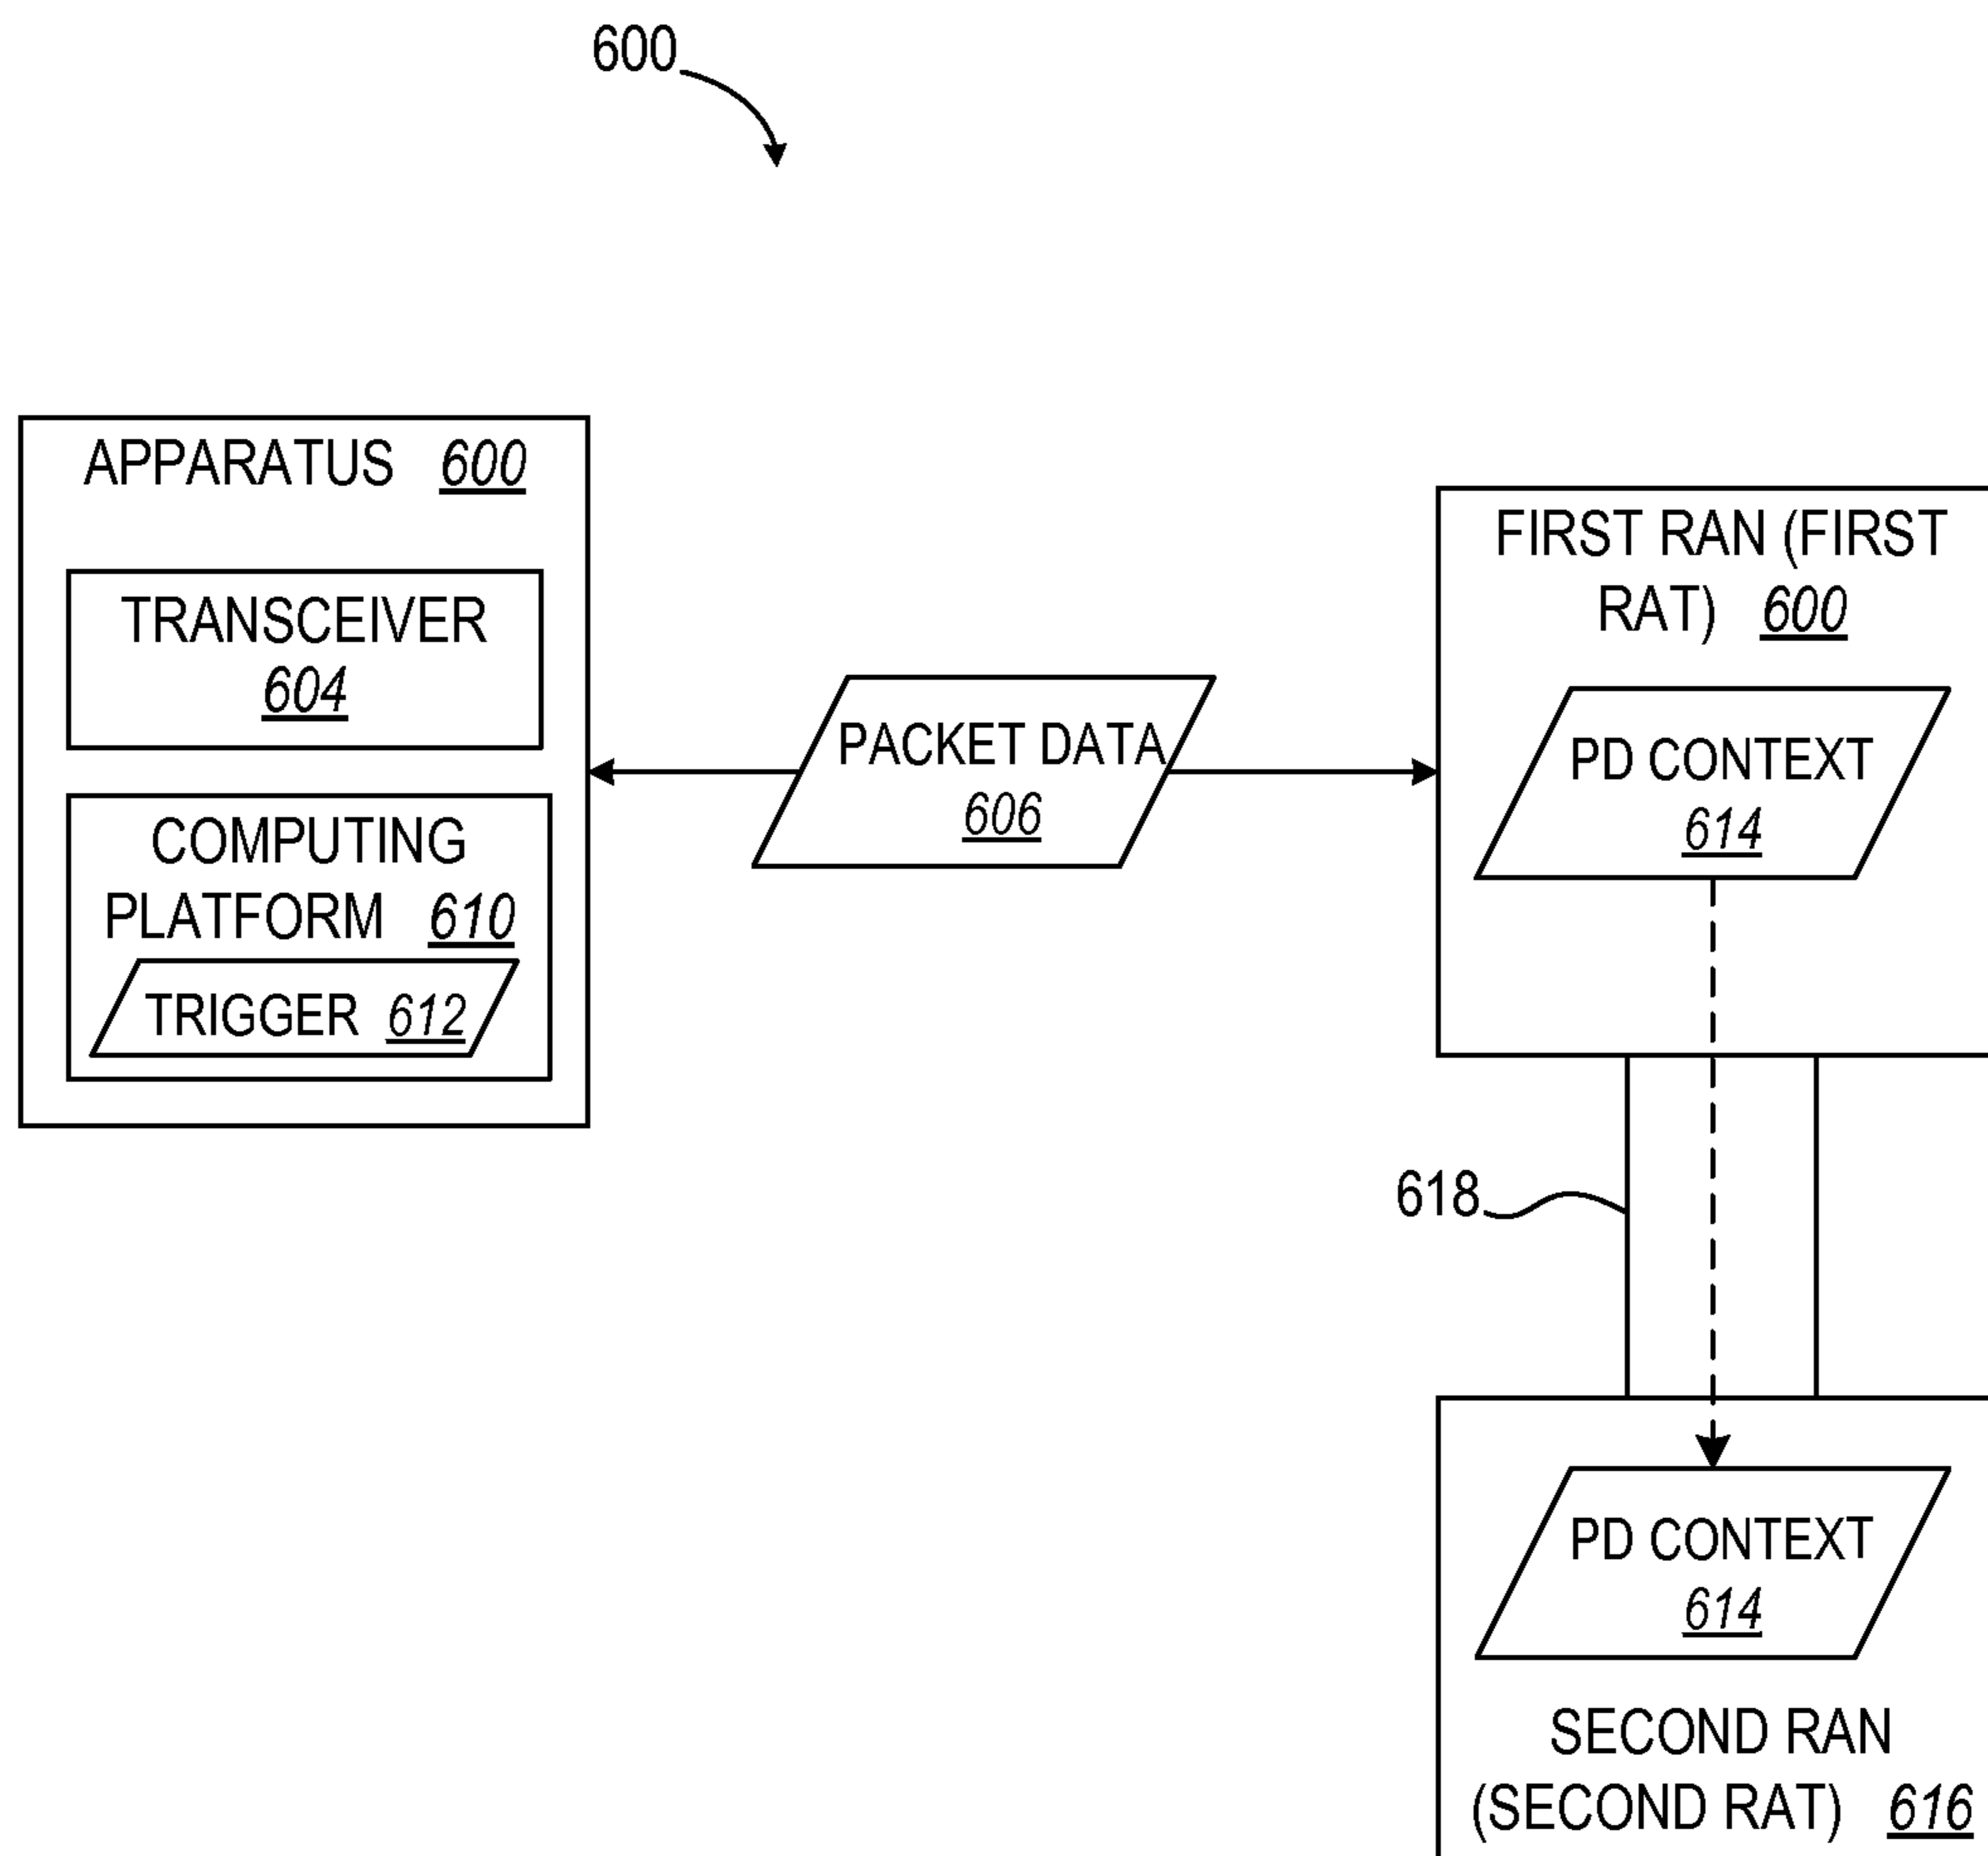 600
APPARATUS 600
TRANSCEIVER
604
COMPUTING
PLATFORM 610
TRIGGER 612
PACKET DATA
606
FIRST RAN (FIRST
RAT) 600
PD CONTEXT
614
618
PD CONTEXT
614
SECOND RAN
(SECOND RAT) 616